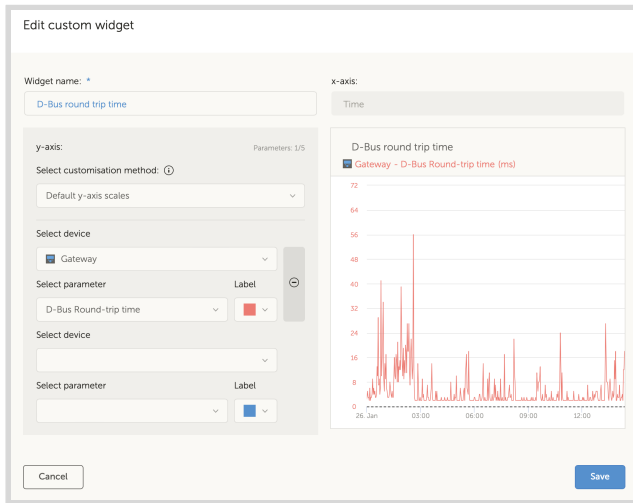 Edit custom widget
Widget name: *
D-Bus round trip time
x-axis:
Time
y-axis:
Parameters: 1/5
Select customisation method:
Default y-axis scales
Select device
Gateway
Select parameter
Label
D-Bus Round-trip time
Select device
Select parameter
Label
D-Bus round trip time
Gateway - D-Bus Round-trip time (ms)
72
64
56
48
40
32
24
16
8
0
26. Jan
03:00
06:00
09:00
12:00
Cancel
Save